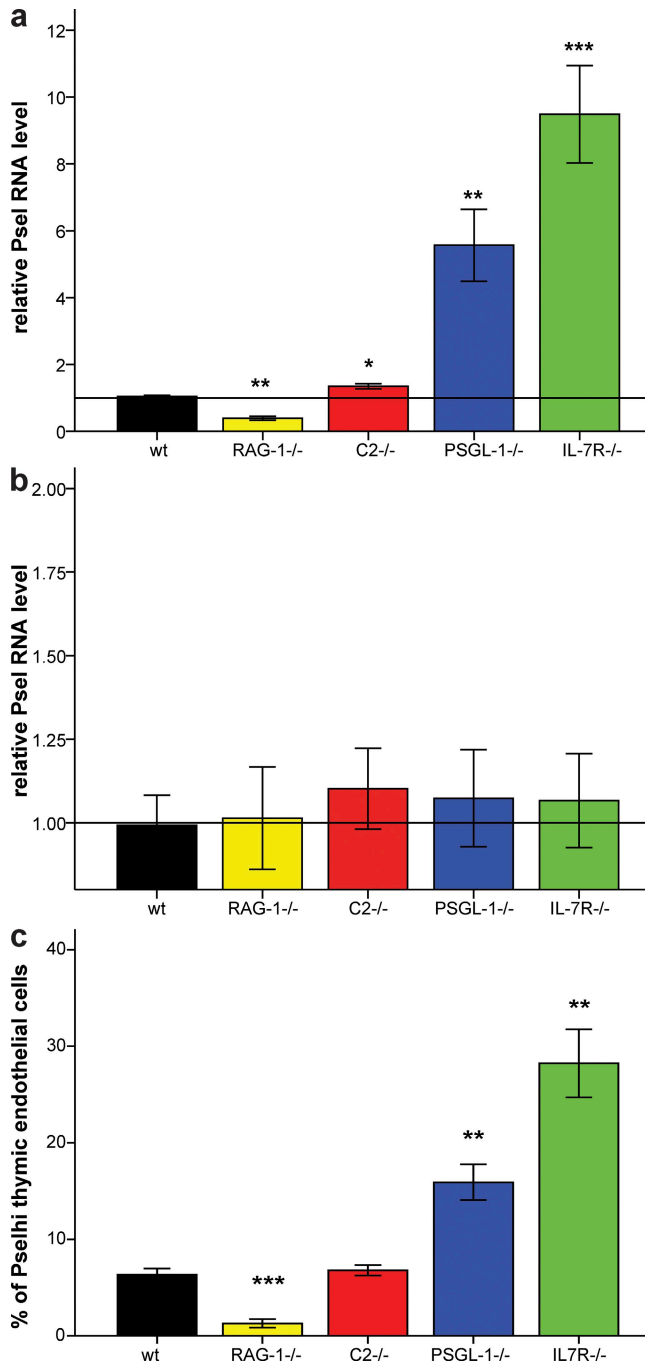 a
relative Psel RNA level
12
10
8
6
4
2
0
**
*
**
***
wt RAG-1-/- C2-/- PSGL-1-/- IL-7R-/-
b
relative Psel RNA level
2.00
1.75
1.50
1.25
1.00
wt RAG-1-/- C2-/- PSGL-1-/- IL-7R-/-
c
% of Pselhi thymic endothelial cells
40
30
20
10
0
***
**
**
wt RAG-1-/- C2-/- PSGL-1-/- IL7R-/-